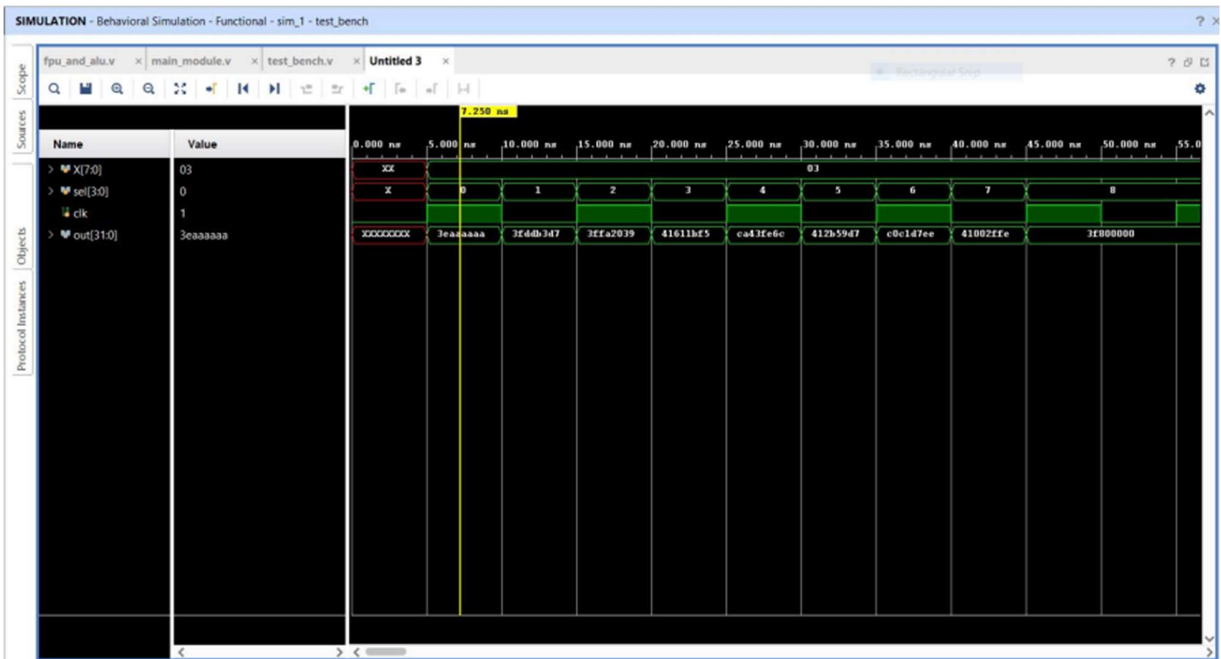 SIMULATION - Behavioral Simulation - Functional - sim_1 - test_bench ?
Scope
Sources
Objects
Protocol Instances
fpu_and_alu.v × main_module.v × test_bench.v × Untitled 3 ×
Rectangular Snip
7.250 ns
Name Value 0.000 ns 5.000 ns 10.000 ns 15.000 ns 20.000 ns 25.000 ns 30.000 ns 35.000 ns 40.000 ns 45.000 ns 50.000 ns 55.0
X[7:0] 03 XX 03
sel[3:0] 0 X 0 1 2 3 4 5 6 7 8
clk 1
out[31:0] 3eaaaaaa XXXXXXXX 3eaaaaaa 3fddb3d7 3ffa2039 41611bf5 ca43fe6c 412b59d7 c0c1d7ee 41002ffe 3f800000